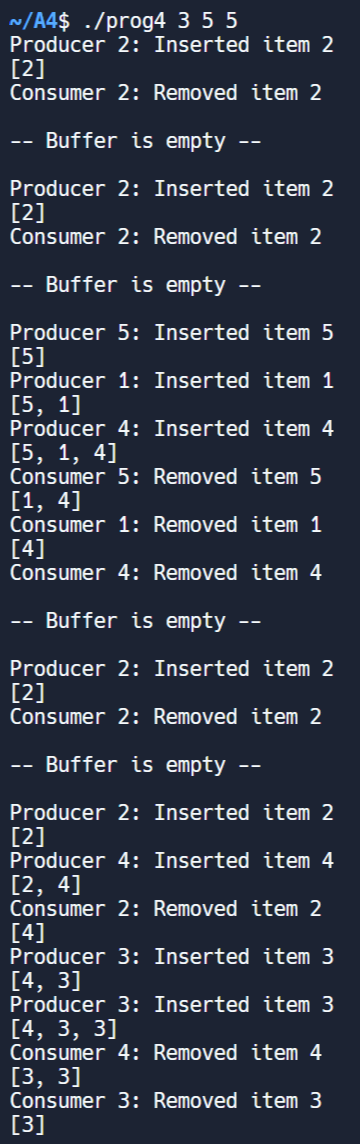 ~/A4$ ./prog4 3 5 5
Producer 2: Inserted item 2
[2]
Consumer 2: Removed item 2
-- Buffer is empty --
Producer 2: Inserted item 2
[2]
Consumer 2: Removed item 2
-- Buffer is empty --
Producer 5: Inserted item 5
[5]
Producer 1: Inserted item 1
[5, 1]
Producer 4: Inserted item 4
[5, 1, 4]
Consumer 5: Removed item 5
[1, 4]
Consumer 1: Removed item 1
[4]
Consumer 4: Removed item 4
-- Buffer is empty --
Producer 2: Inserted item 2
[2]
Consumer 2: Removed item 2
-- Buffer is empty --
Producer 2: Inserted item 2
[2]
Producer 4: Inserted item 4
[2, 4]
Consumer 2: Removed item 2
[4]
Producer 3: Inserted item 3
[4, 3]
Producer 3: Inserted item 3
[4, 3, 3]
Consumer 4: Removed item 4
[3, 3]
Consumer 3: Removed item 3
[3]